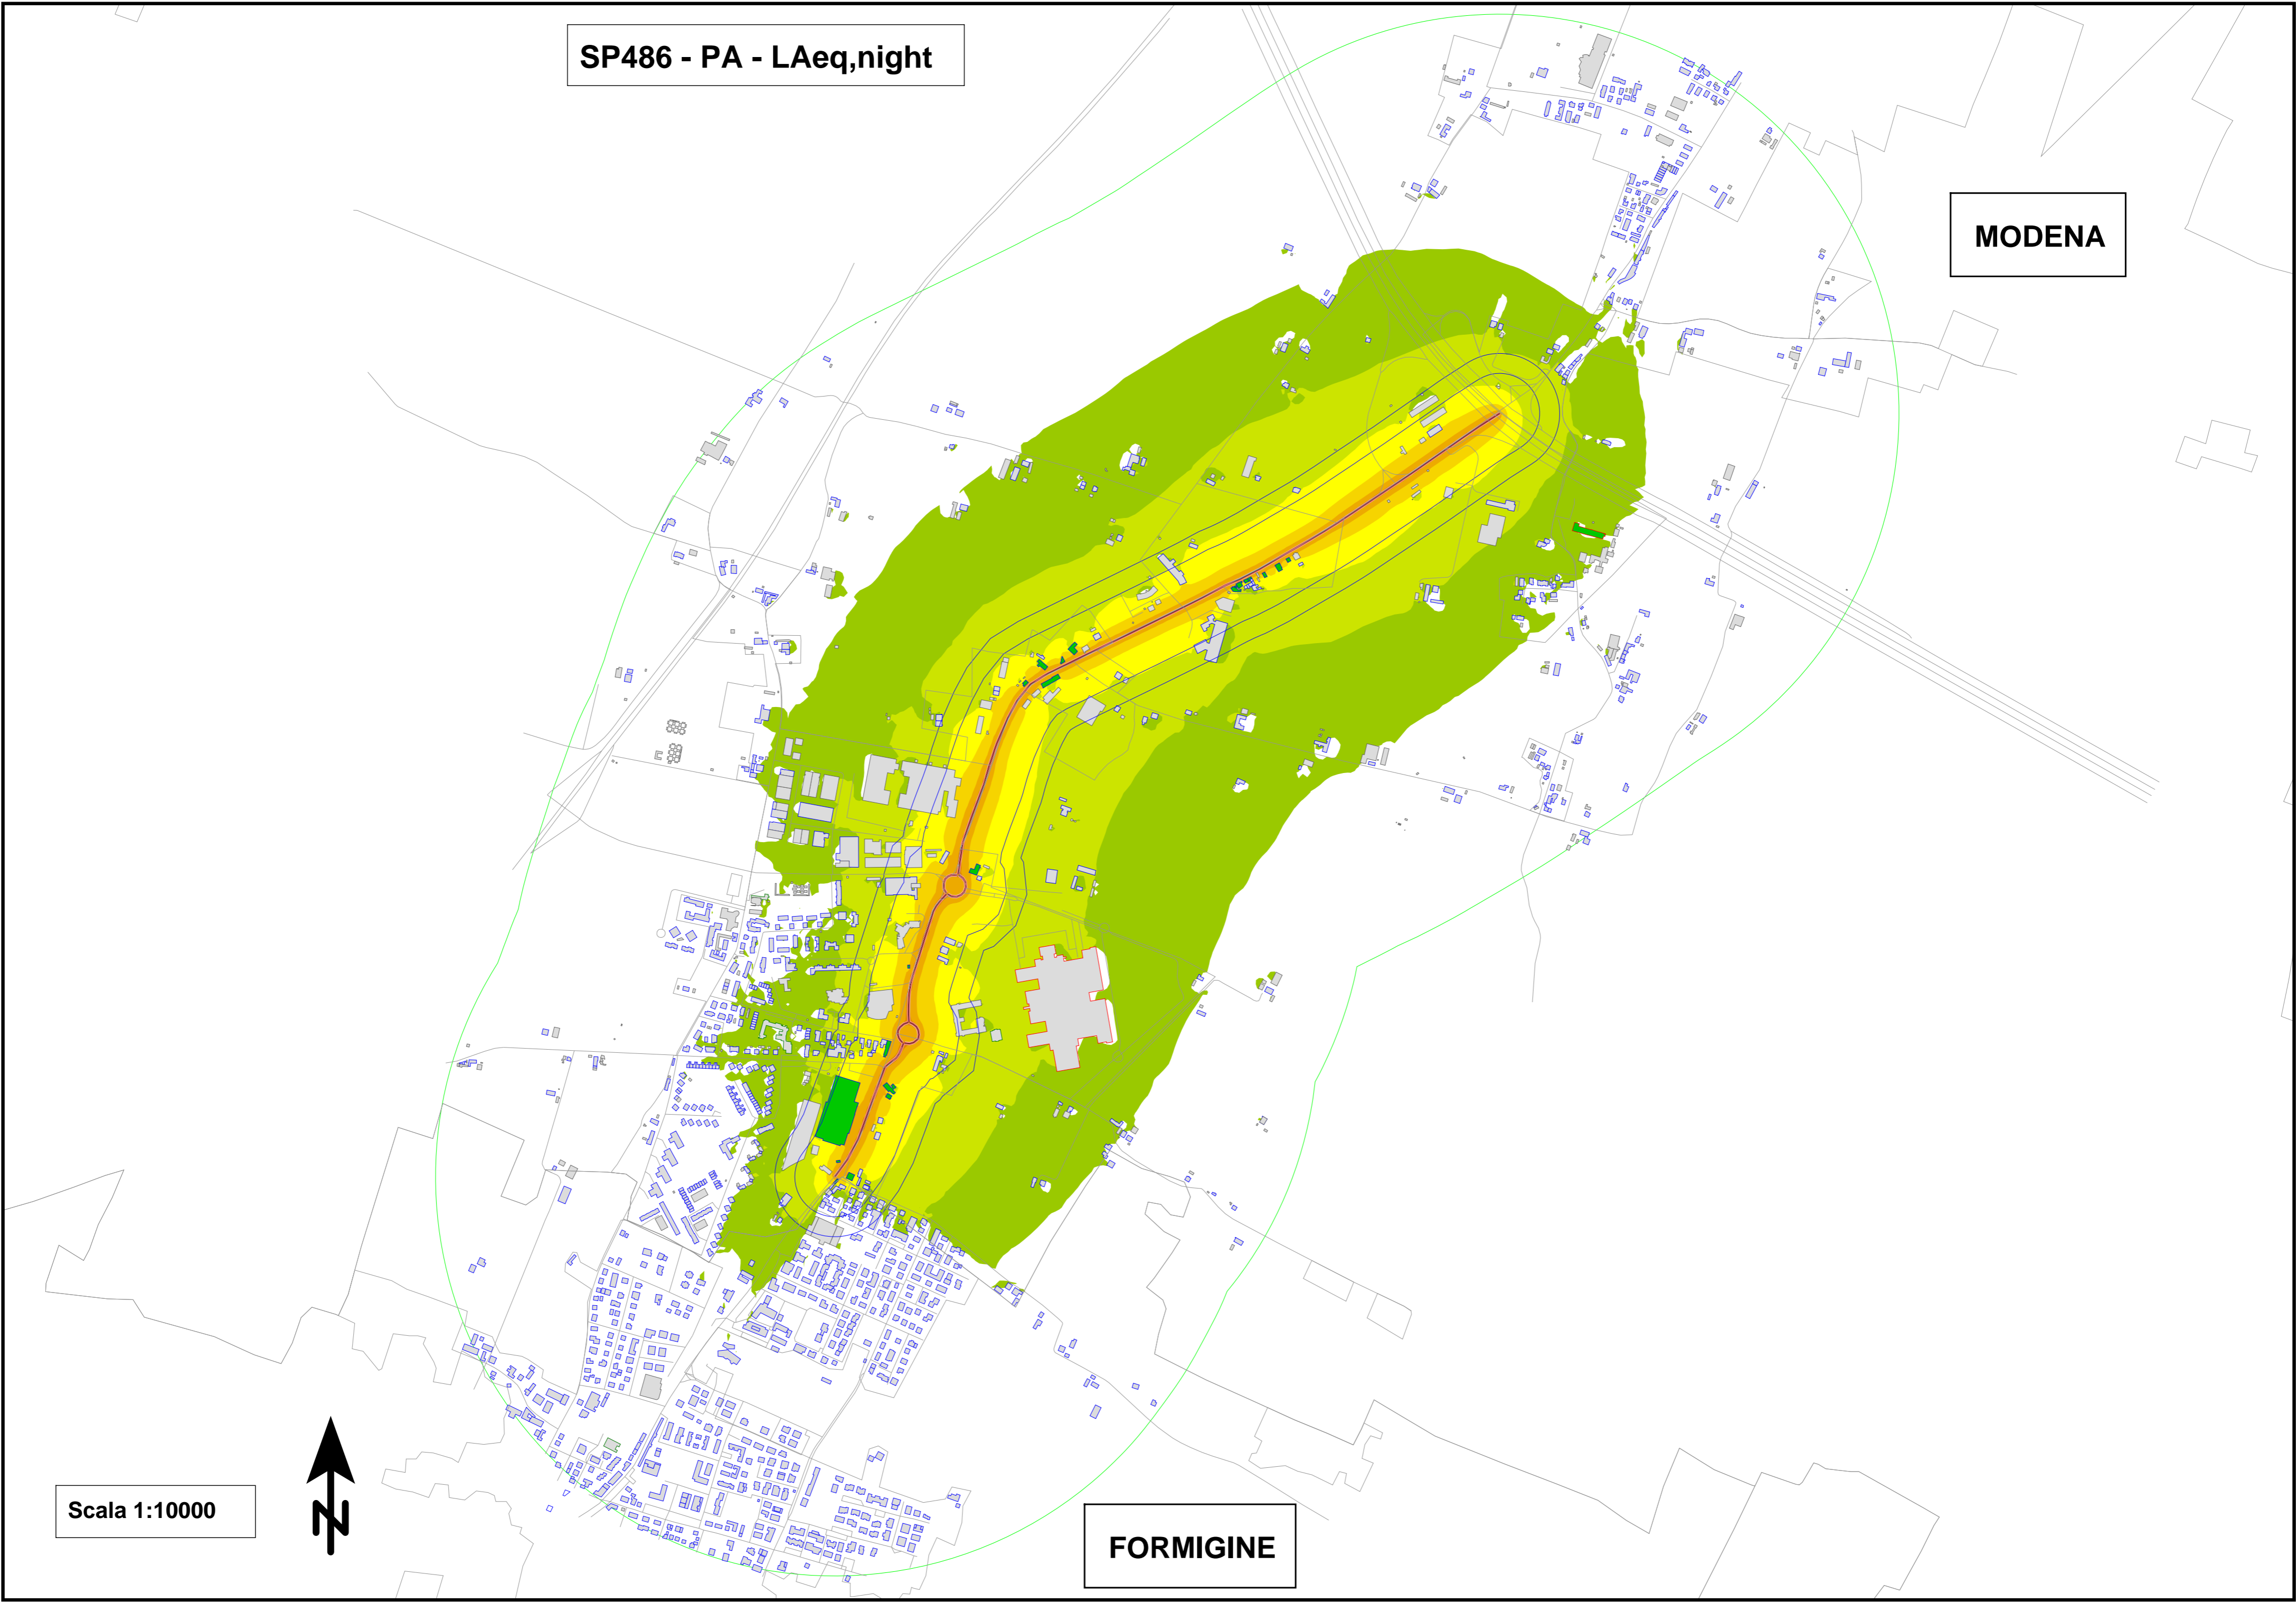 SP486 - PA - LAeq,night
MODENA
Scala 1:10000
N
FORMIGINE